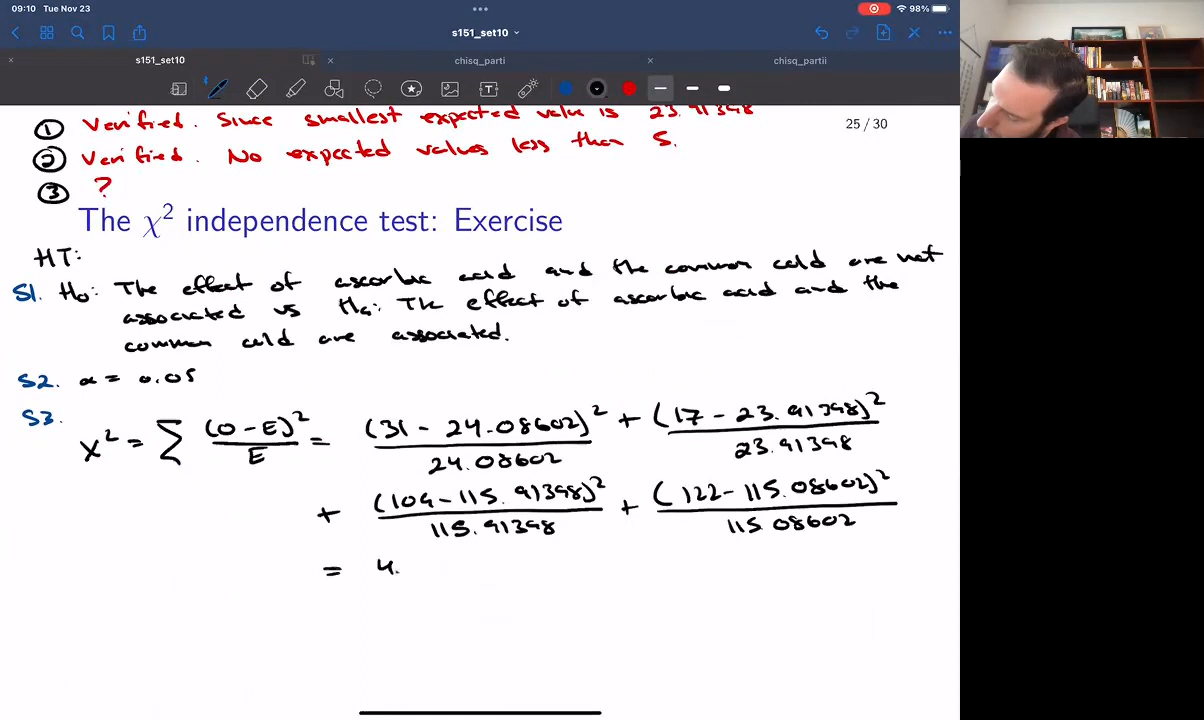 09:10 Tue Nov 23
98%
s151_set10
s151_set10
chisq_parti
chisq_partii
① Verified. Since smallest expected value is 23.91398
25 / 30
② Verified. No expected values less than 5.
③ ?
The χ² independence test: Exercise
HT:
S1. H₀: The effect of ascorbic acid and the common cold are not
associated vs Hₐ: The effect of ascorbic acid and the
common cold are associated.
S2. α = 0.05
S3.
χ² = Σ (O - E)²/E = (31 - 24.08602)²/24.08602 + (17 - 23.91398)²/23.91398
+ (109 - 115.91398)²/115.91398 + (122 - 115.08602)²/115.08602
= 4.